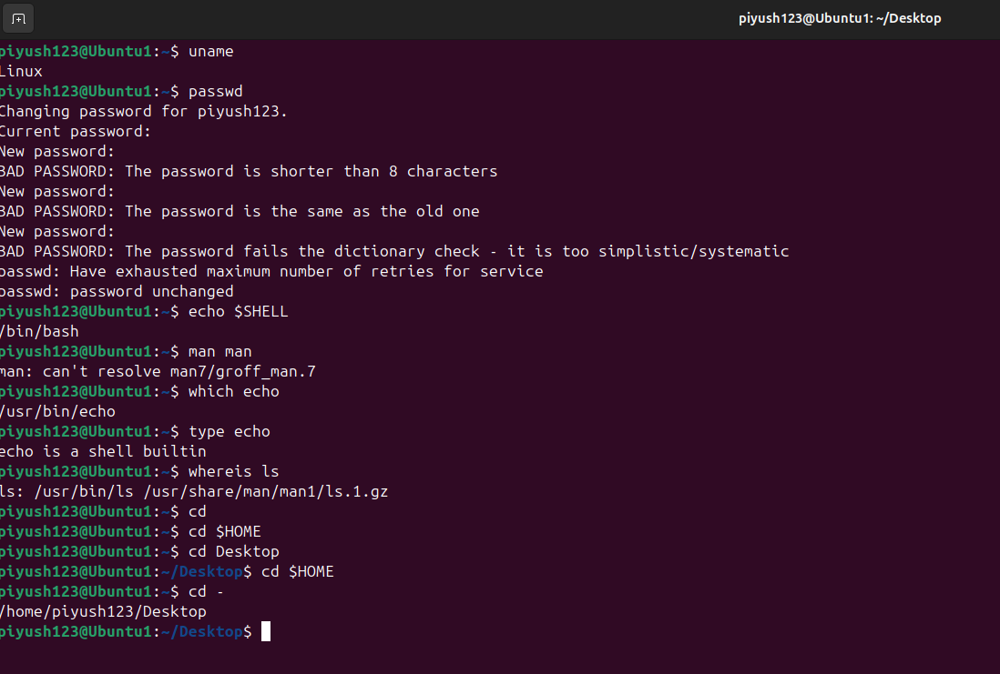 piyush123@Ubuntu1: ~/Desktop
piyush123@Ubuntu1:~$ uname
Linux
piyush123@Ubuntu1:~$ passwd
Changing password for piyush123.
Current password:
New password:
BAD PASSWORD: The password is shorter than 8 characters
New password:
BAD PASSWORD: The password is the same as the old one
New password:
BAD PASSWORD: The password fails the dictionary check - it is too simplistic/systematic
passwd: Have exhausted maximum number of retries for service
passwd: password unchanged
piyush123@Ubuntu1:~$ echo $SHELL
/bin/bash
piyush123@Ubuntu1:~$ man man
man: can't resolve man7/groff_man.7
piyush123@Ubuntu1:~$ which echo
/usr/bin/echo
piyush123@Ubuntu1:~$ type echo
echo is a shell builtin
piyush123@Ubuntu1:~$ whereis ls
ls: /usr/bin/ls /usr/share/man/man1/ls.1.gz
piyush123@Ubuntu1:~$ cd
piyush123@Ubuntu1:~$ cd $HOME
piyush123@Ubuntu1:~$ cd Desktop
piyush123@Ubuntu1:~/Desktop$ cd $HOME
piyush123@Ubuntu1:~$ cd -
/home/piyush123/Desktop
piyush123@Ubuntu1:~/Desktop$